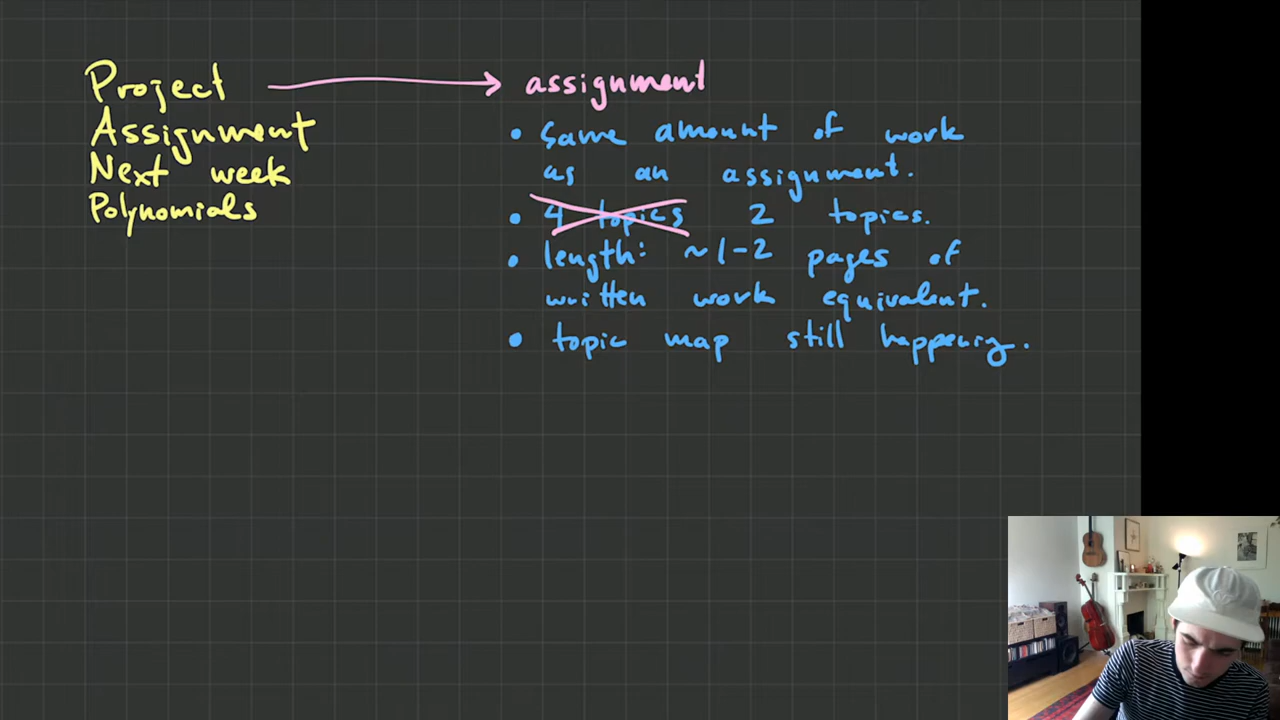 Project → assignment
Assignment
Next week
Polynomials
• same amount of work
as an assignment.
• 4 topics 2 topics.
• length: ~1-2 pages of
written work equivalent.
• topic map still happening.